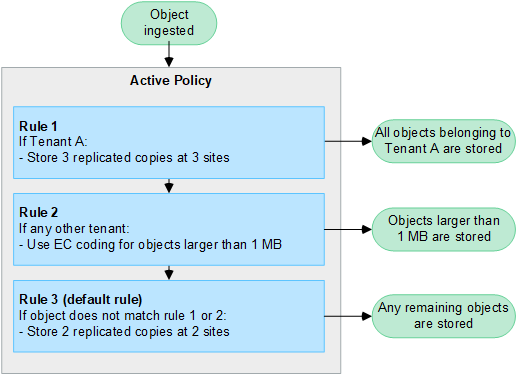 Object
ingested
Active Policy
Rule 1
If Tenant A:
- Store 3 replicated copies at 3 sites
All objects belonging to
Tenant A are stored
Rule 2
If any other tenant:
- Use EC coding for objects larger than 1 MB
Objects larger than
1 MB are stored
Rule 3 (default rule)
If object does not match rule 1 or 2:
- Store 2 replicated copies at 2 sites
Any remaining objects
are stored